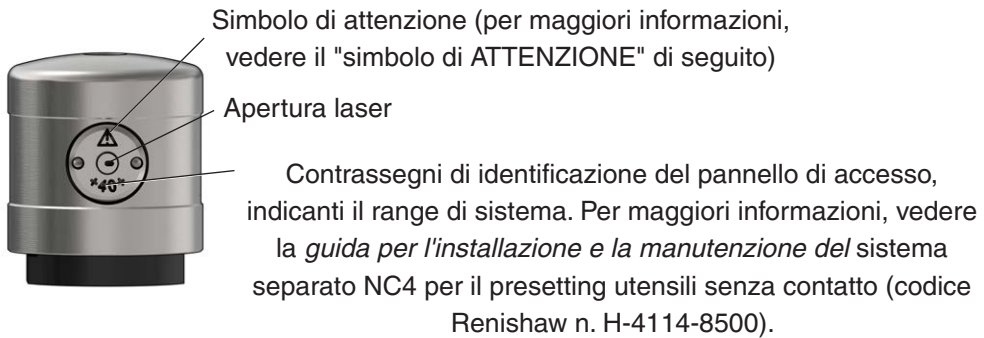 Simbolo di attenzione (per maggiori informazioni,
vedere il "simbolo di ATTENZIONE" di seguito)
Apertura laser
Contrassegni di identificazione del pannello di accesso,
indicanti il range di sistema. Per maggiori informazioni, vedere
la guida per l'installazione e la manutenzione del sistema
separato NC4 per il presetting utensili senza contatto (codice
Renishaw n. H-4114-8500).